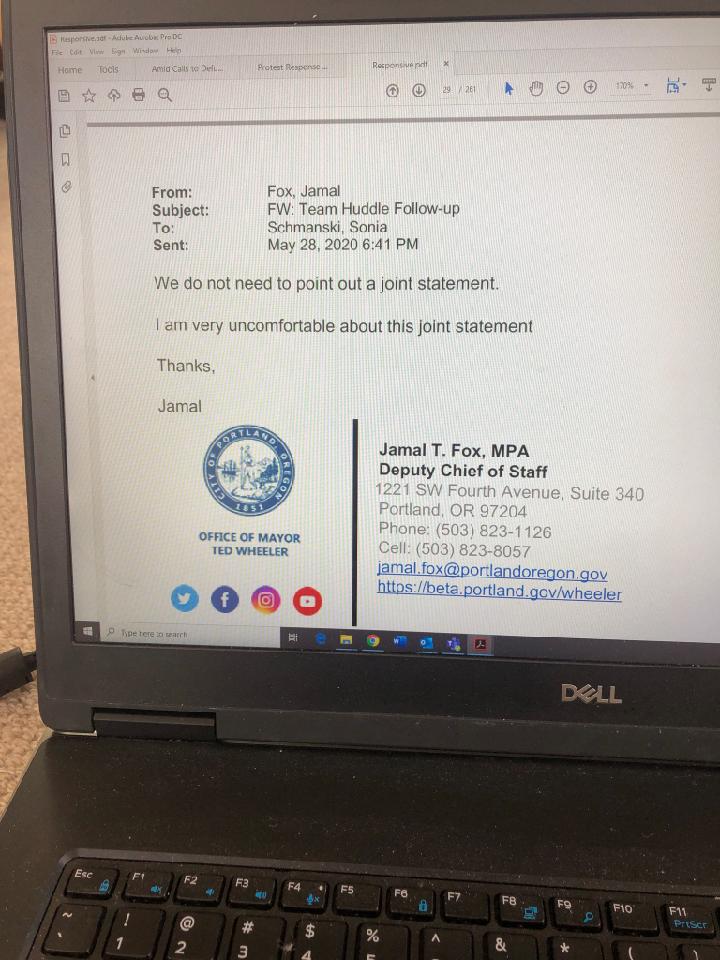 Responsive.pdf - Adobe Acrobat Pro DC
File Edit View Sign Window Help
Home Tools Amid Calls to Defu... Protest Response ... Responsive.pdf ×
29 / 261 170%
From: Fox, Jamal
Subject: FW: Team Huddle Follow-up
To: Schmanski, Sonia
Sent: May 28, 2020 6:41 PM
We do not need to point out a joint statement.
I am very uncomfortable about this joint statement
Thanks,
Jamal
CITY OF PORTLAND, OREGON
1851
OFFICE OF MAYOR
TED WHEELER
Jamal T. Fox, MPA
Deputy Chief of Staff
1221 SW Fourth Avenue, Suite 340
Portland, OR 97204
Phone: (503) 823-1126
Cell: (503) 823-8057
jamal.fox@portlandoregon.gov
https://beta.portland.gov/wheeler
Type here to search
DELL
Esc F1 F2 F3 F4 F5 F6 F7 F8 F9 F10 F11
PrtScr
~ ! @ # $ % ^ & * (
` 1 2 3 4 5